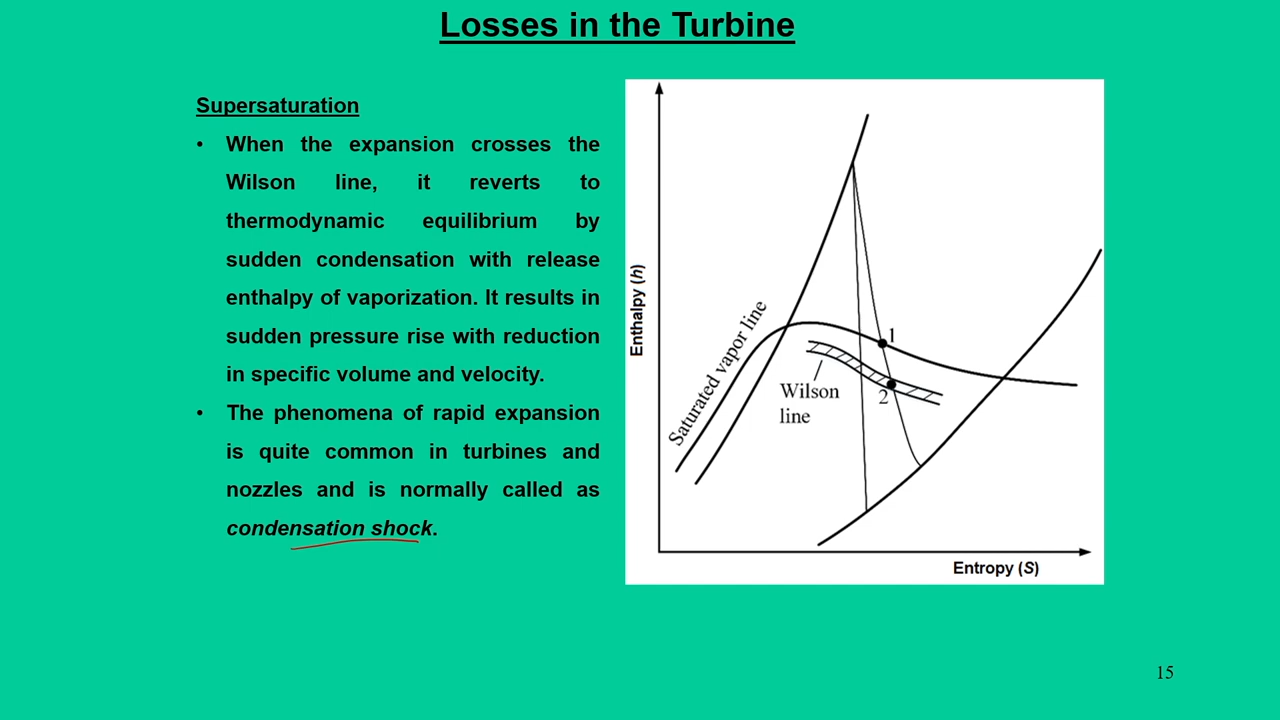 Losses in the Turbine
Supersaturation
• When the expansion crosses the
Wilson line, it reverts to
thermodynamic equilibrium by
sudden condensation with release
enthalpy of vaporization. It results in
sudden pressure rise with reduction
in specific volume and velocity.
• The phenomena of rapid expansion
is quite common in turbines and
nozzles and is normally called as
condensation shock.
Enthalpy (h)
Saturated vapor line
1
Wilson
line
2
Entropy (S)
15